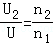 U₂/U = n₂/n₁